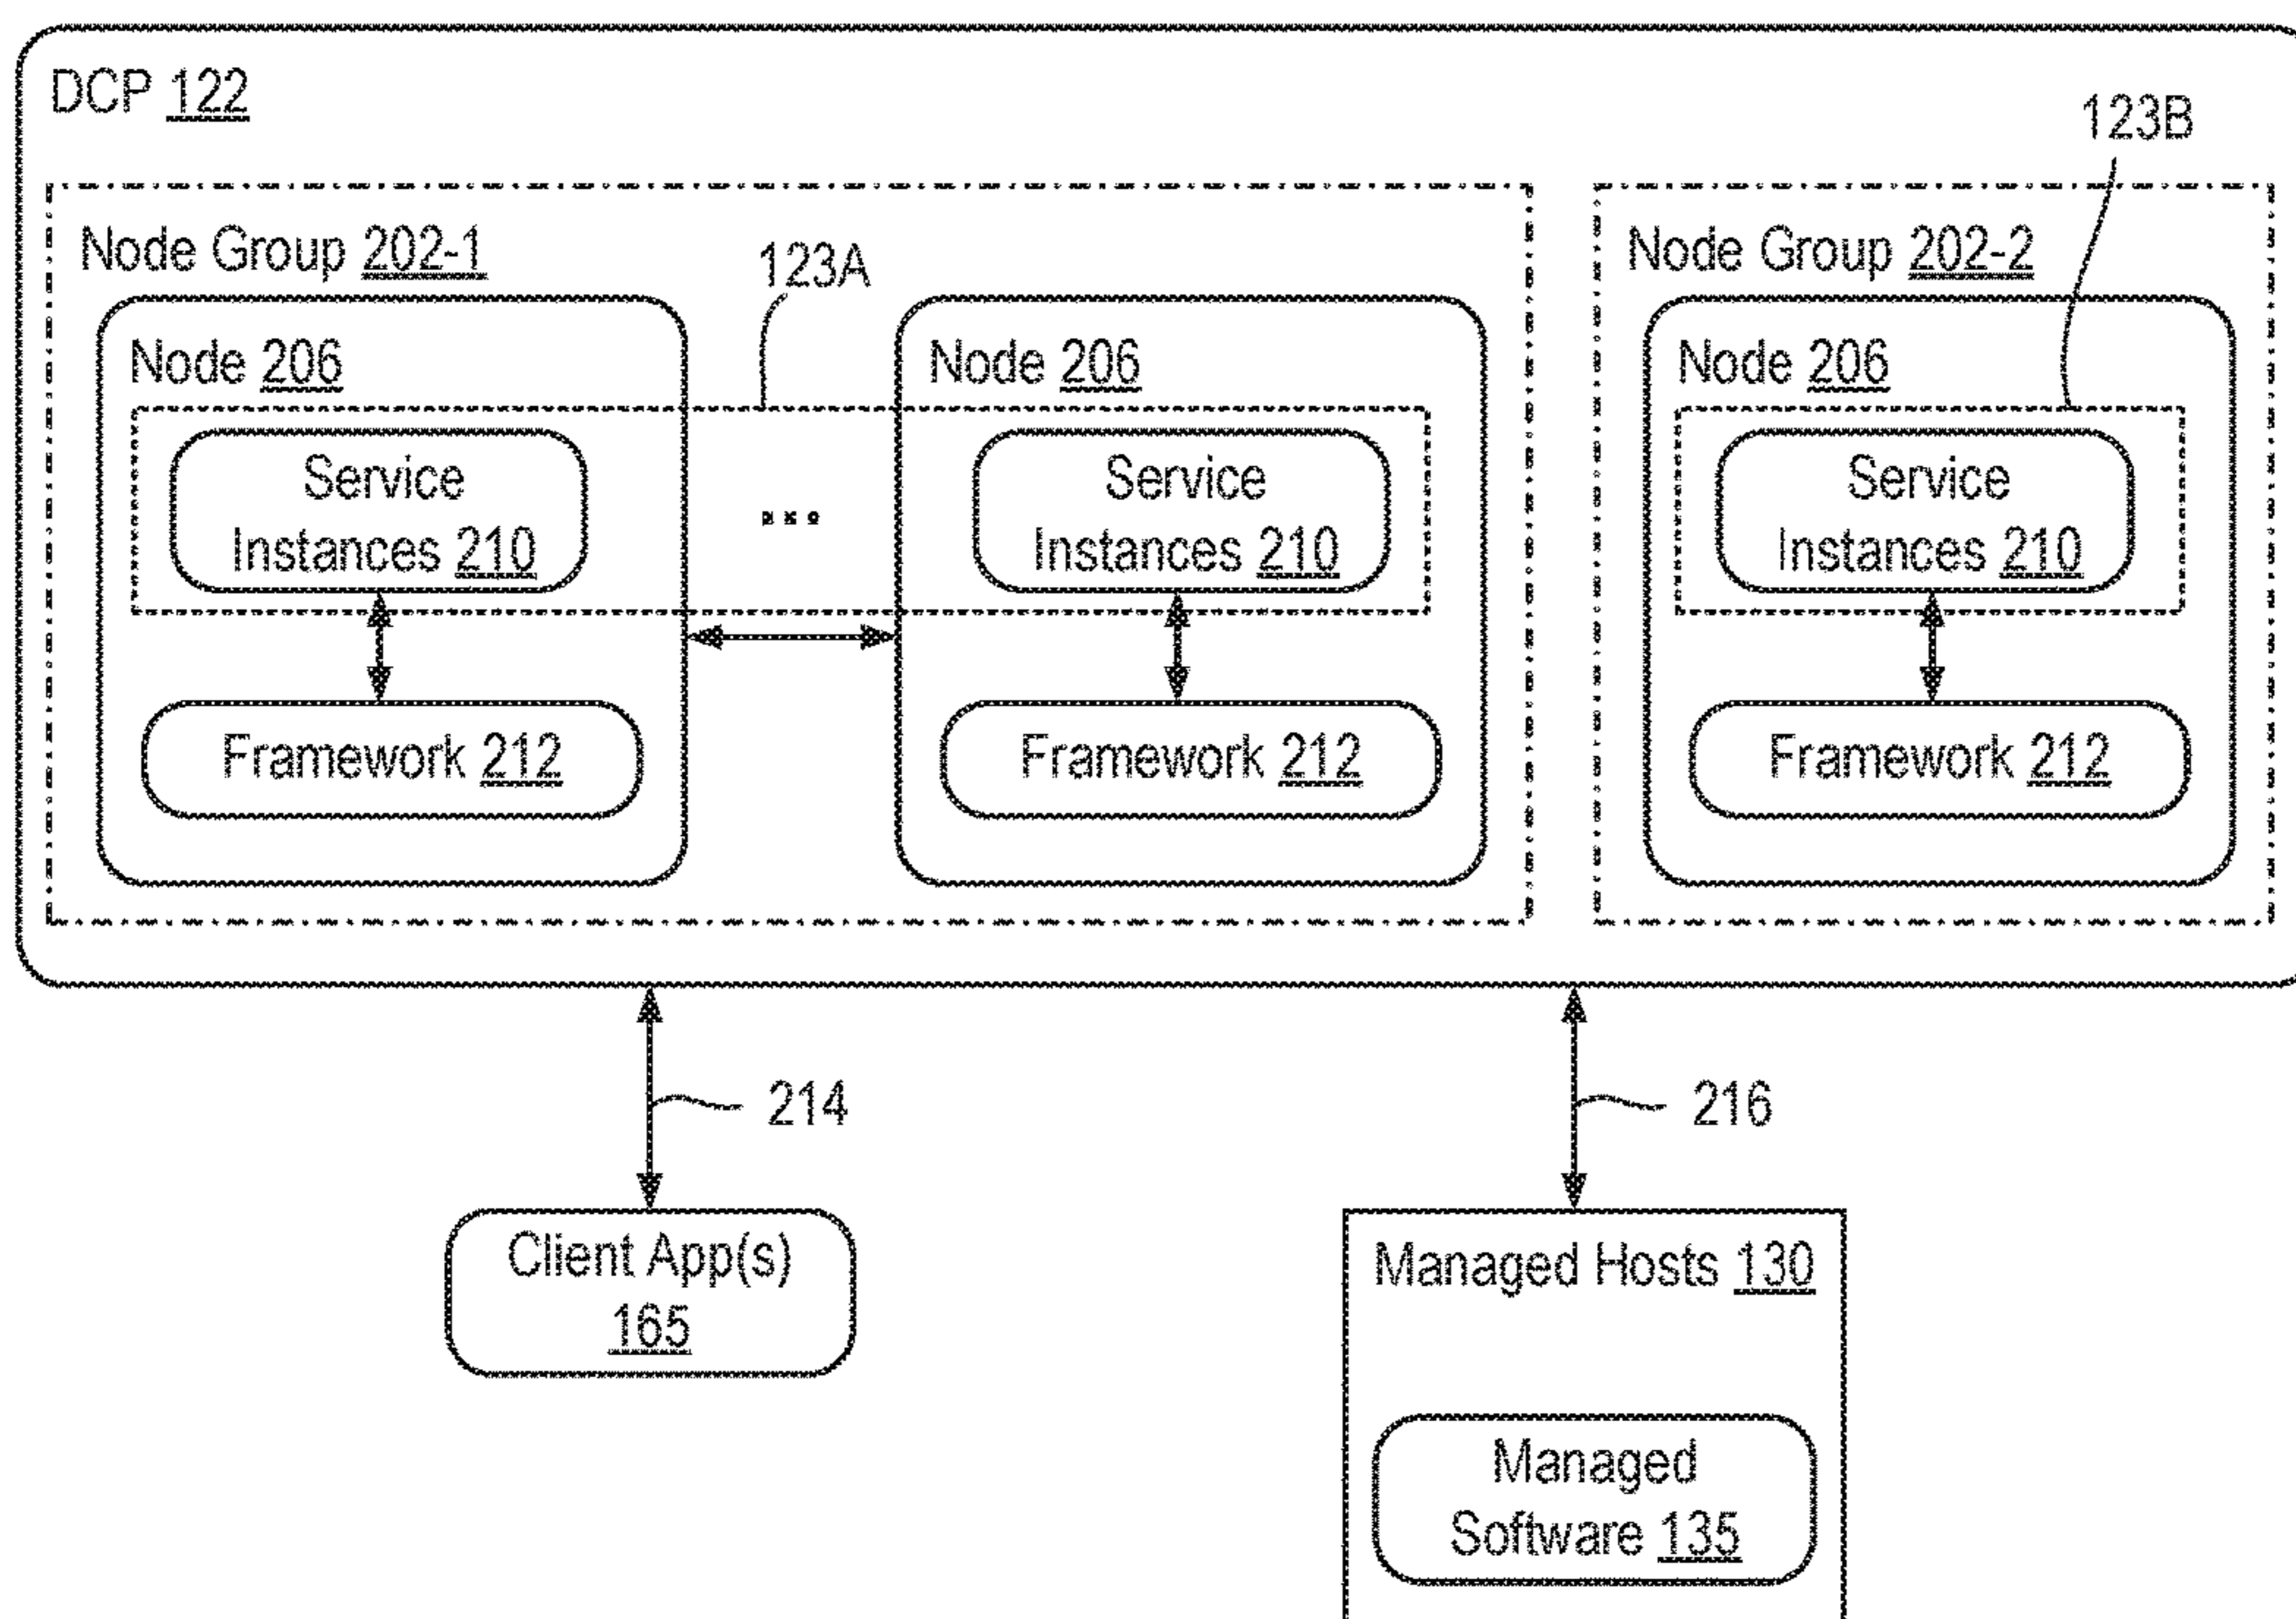 DCP 122
123B
Node Group 202-1
123A
Node Group 202-2
Node 206
Node 206
Node 206
Service
Instances 210
...
Service
Instances 210
Service
Instances 210
Framework 212
Framework 212
Framework 212
214
216
Client App(s)
165
Managed Hosts 130
Managed
Software 135